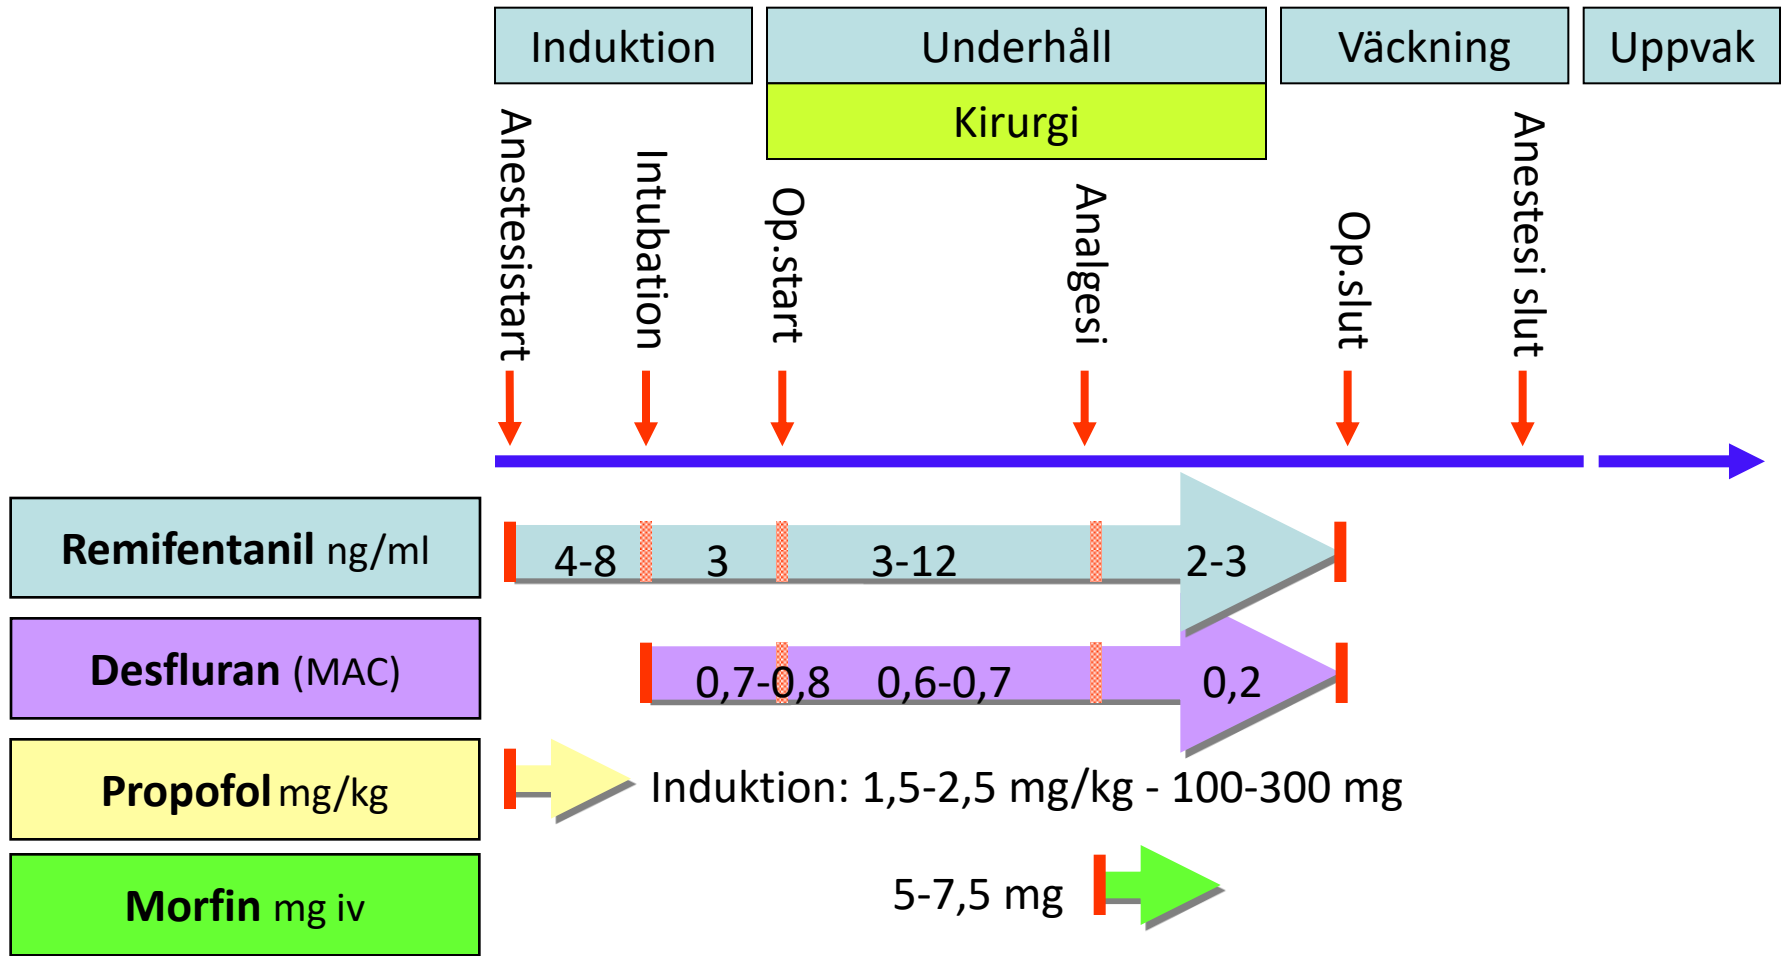 Induktion
Underhåll
Väckning
Uppvak
Kirurgi
Anestesistart
Intubation
Op.start
Analgesi
Op.slut
Anestesi slut
Remifentanil ng/ml
4-8
3
3-12
2-3
Desfluran (MAC)
0,7-0,8
0,6-0,7
0,2
Propofol mg/kg
Induktion: 1,5-2,5 mg/kg - 100-300 mg
Morfin mg iv
5-7,5 mg